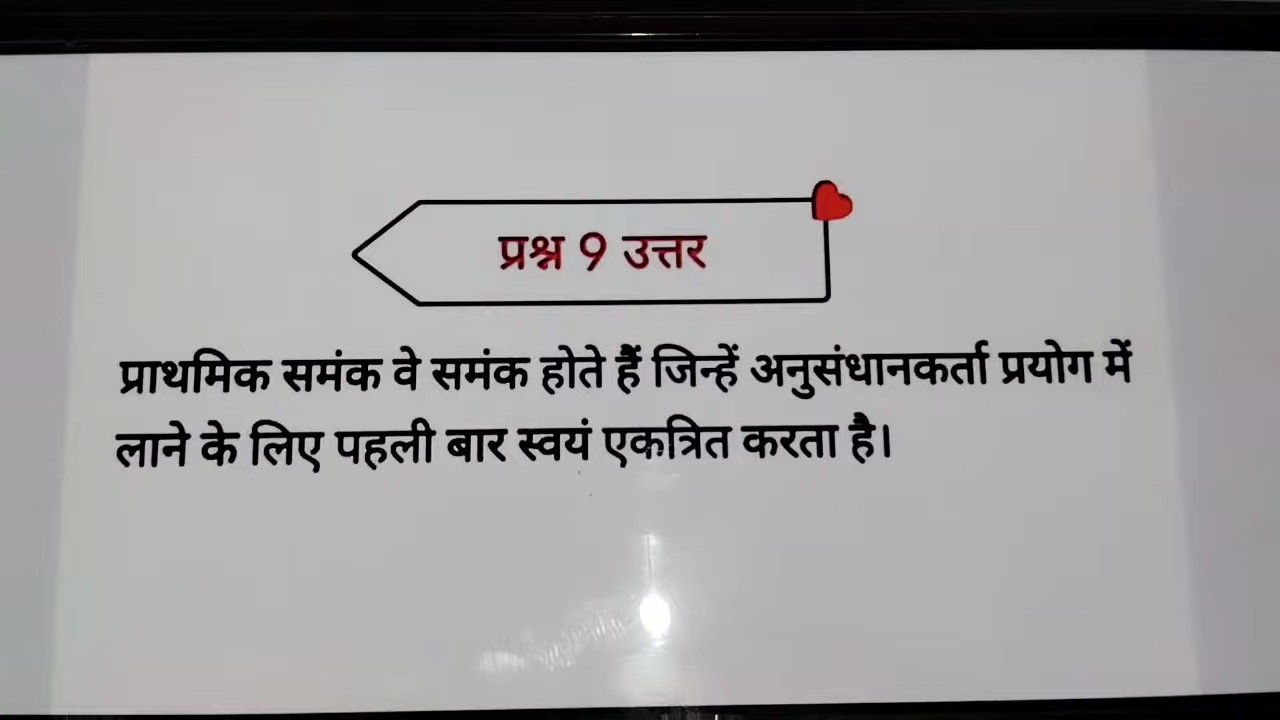 प्रश्न 9 उत्तर
प्राथमिक समंक वे समंक होते हैं जिन्हें अनुसंधानकर्ता प्रयोग में
लाने के लिए पहली बार स्वयं एकत्रित करता है।